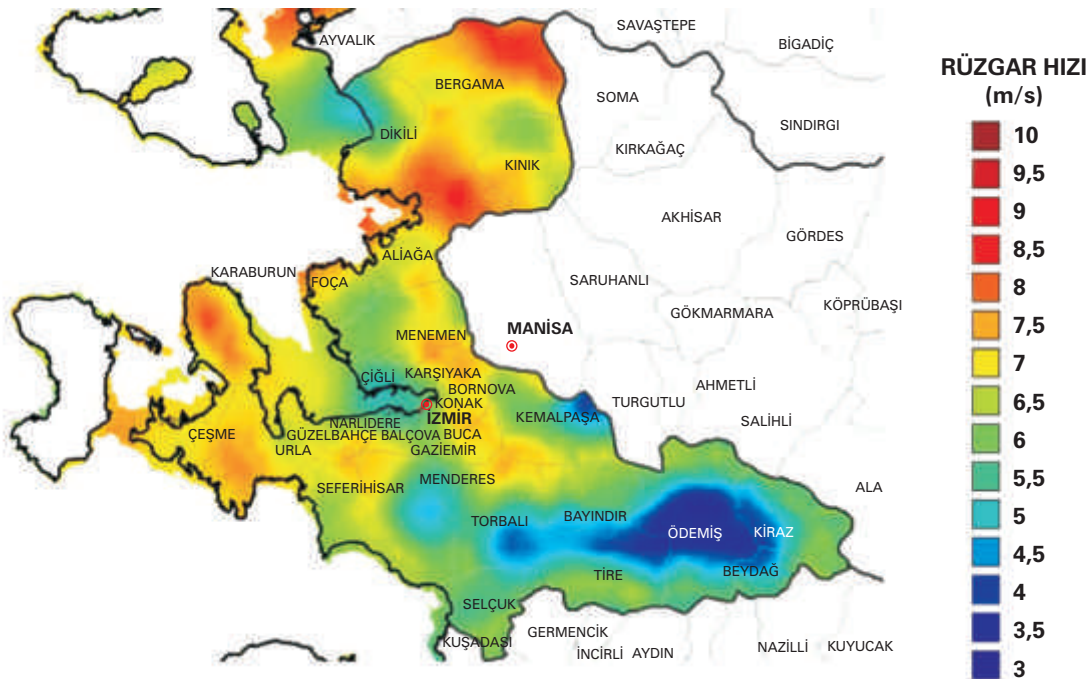 SAVAŞTEPE
AYVALIK
BİGADİÇ
BERGAMA
SOMA
DİKİLİ
SINDIRGI
KIRKAĞAÇ
KINIK
AKHİSAR
GÖRDES
ALİAĞA
KARABURUN
FOÇA
SARUHANLI
KÖPRÜBAŞI
GÖKMARMARA
MENEMEN
MANİSA
ÇİĞLİ
KARŞIYAKA
BORNOVA
AHMETLİ
KONAK
TURGUTLU
İZMİR
KEMALPAŞA
SALİHLİ
NARLIDERE
ÇEŞME
GÜZELBAHÇE BALÇOVA BUCA
URLA
GAZİEMİR
SEFERİHİSAR
MENDERES
ALA
TORBALI
BAYINDIR
ÖDEMİŞ
KİRAZ
TİRE
BEYDAĞ
SELÇUK
KUŞADASI
GERMENCİK
İNCİRLİ
AYDIN
NAZİLLİ
KUYUCAK
RÜZGAR HIZI
(m/s)
10
9,5
9
8,5
8
7,5
7
6,5
6
5,5
5
4,5
4
3,5
3